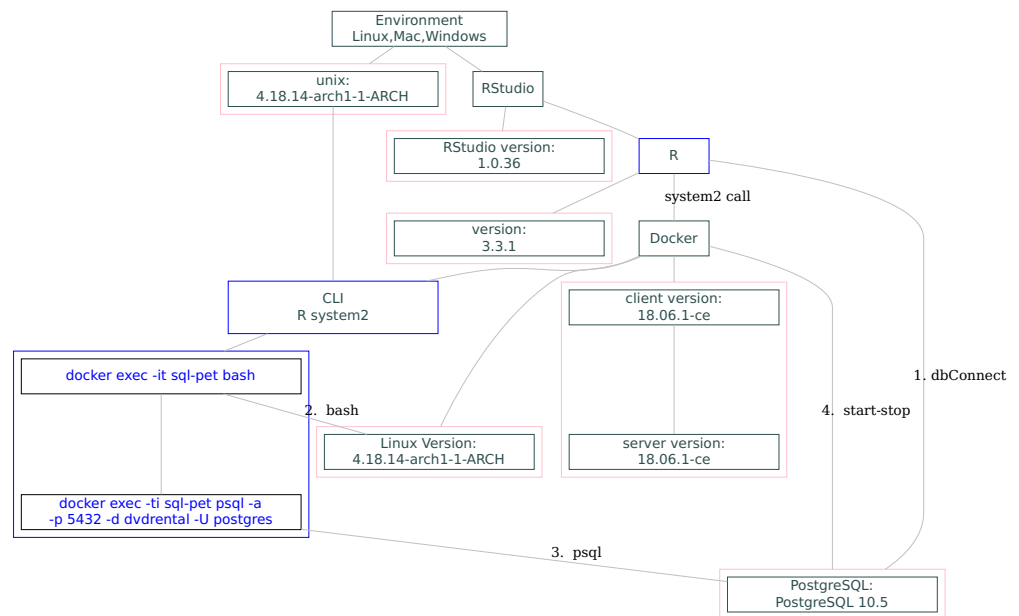 Environment
Linux,Mac,Windows
unix:
4.18.14-arch1-1-ARCH
RStudio
RStudio version:
1.0.36
R
system2 call
version:
3.3.1
Docker
CLI
R system2
client version:
18.06.1-ce
docker exec -it sql-pet bash
1. dbConnect
2.  bash
4.  start-stop
Linux Version:
4.18.14-arch1-1-ARCH
server version:
18.06.1-ce
docker exec -ti sql-pet psql -a
-p 5432 -d dvdrental -U postgres
3.  psql
PostgreSQL:
PostgreSQL 10.5